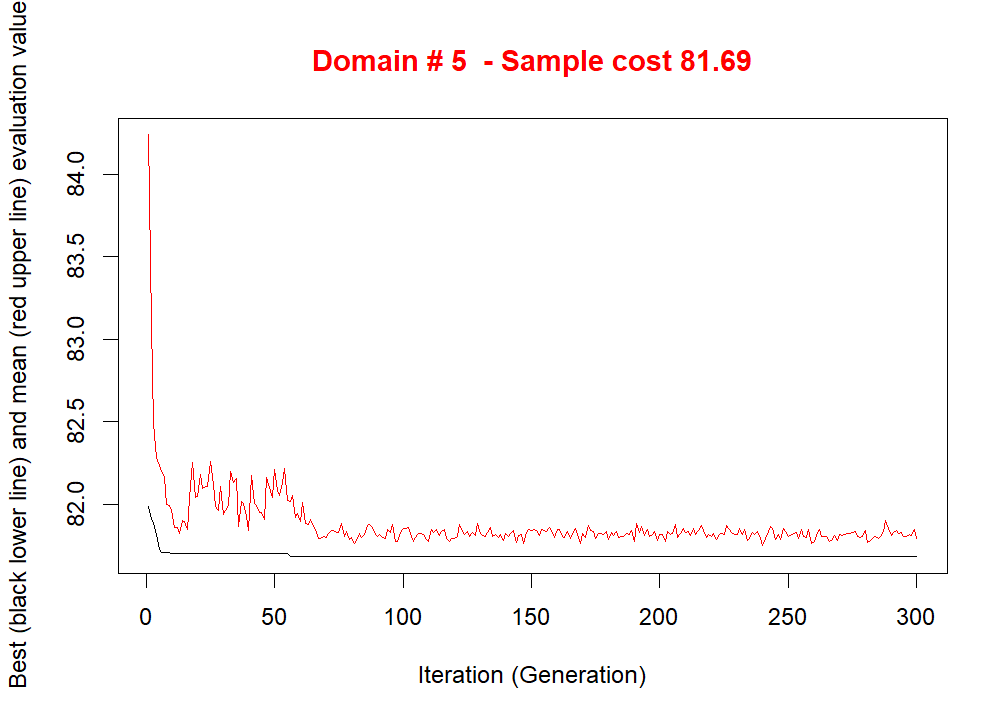 Domain # 5 - Sample cost 81.69
Best (black lower line) and mean (red upper line) evaluation value
84.0
83.5
83.0
82.5
82.0
0 50 100 150 200 250 300
Iteration (Generation)